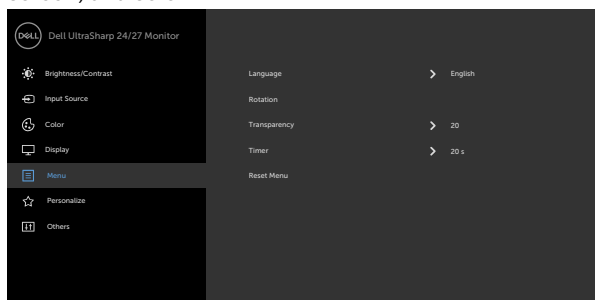 DELL
Dell UltraSharp 24/27 Monitor
Brightness/Contrast
Language
English
Input Source
Rotation
Color
Transparency
20
Display
Timer
20 s
Menu
Reset Menu
Personalize
Others